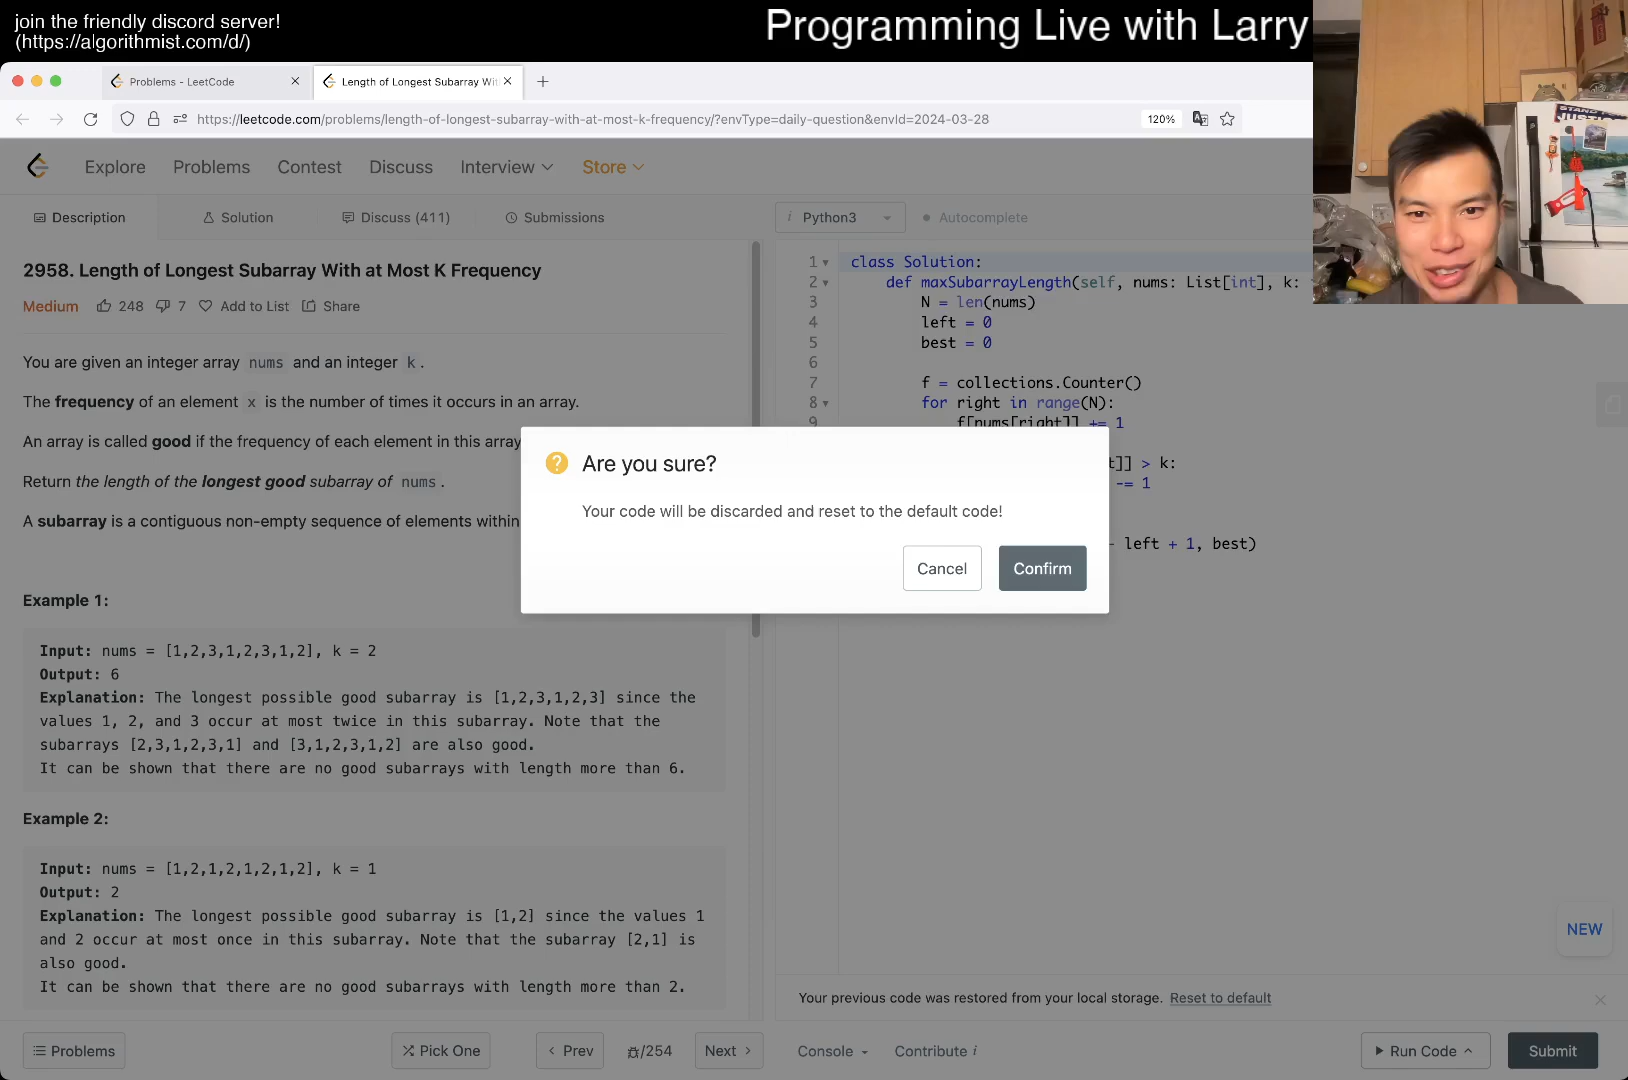 join the friendly discord server!
(https://algorithmist.com/d/)
Programming Live with Larry
Problems - LeetCode
Length of Longest Subarray Wit
https://leetcode.com/problems/length-of-longest-subarray-with-at-most-k-frequency/?envType=daily-question&envId=2024-03-28
120%
Explore
Problems
Contest
Discuss
Interview
Store
Description
Solution
Discuss (411)
Submissions
i Python3
Autocomplete
2958. Length of Longest Subarray With at Most K Frequency
Medium 248 7 Add to List Share
You are given an integer array nums and an integer k.
The frequency of an element x is the number of times it occurs in an array.
An array is called good if the frequency of each element in this array
Return the length of the longest good subarray of nums.
A subarray is a contiguous non-empty sequence of elements within
Example 1:
Input: nums = [1,2,3,1,2,3,1,2], k = 2
Output: 6
Explanation: The longest possible good subarray is [1,2,3,1,2,3] since the
values 1, 2, and 3 occur at most twice in this subarray. Note that the
subarrays [2,3,1,2,3,1] and [3,1,2,3,1,2] are also good.
It can be shown that there are no good subarrays with length more than 6.
Example 2:
Input: nums = [1,2,1,2,1,2,1,2], k = 1
Output: 2
Explanation: The longest possible good subarray is [1,2] since the values 1
and 2 occur at most once in this subarray. Note that the subarray [2,1] is
also good.
It can be shown that there are no good subarrays with length more than 2.
1 class Solution:
2 def maxSubarrayLength(self, nums: List[int], k:
3 N = len(nums)
4 left = 0
5 best = 0
6
7 f = collections.Counter()
8 for right in range(N):
9 f[nums[right]] += 1
t]] > k:
-= 1
- left + 1, best)
Are you sure?
Your code will be discarded and reset to the default code!
Cancel
Confirm
NEW
Your previous code was restored from your local storage. Reset to default
Problems
Pick One
Prev
/254
Next
Console
Contribute i
Run Code
Submit